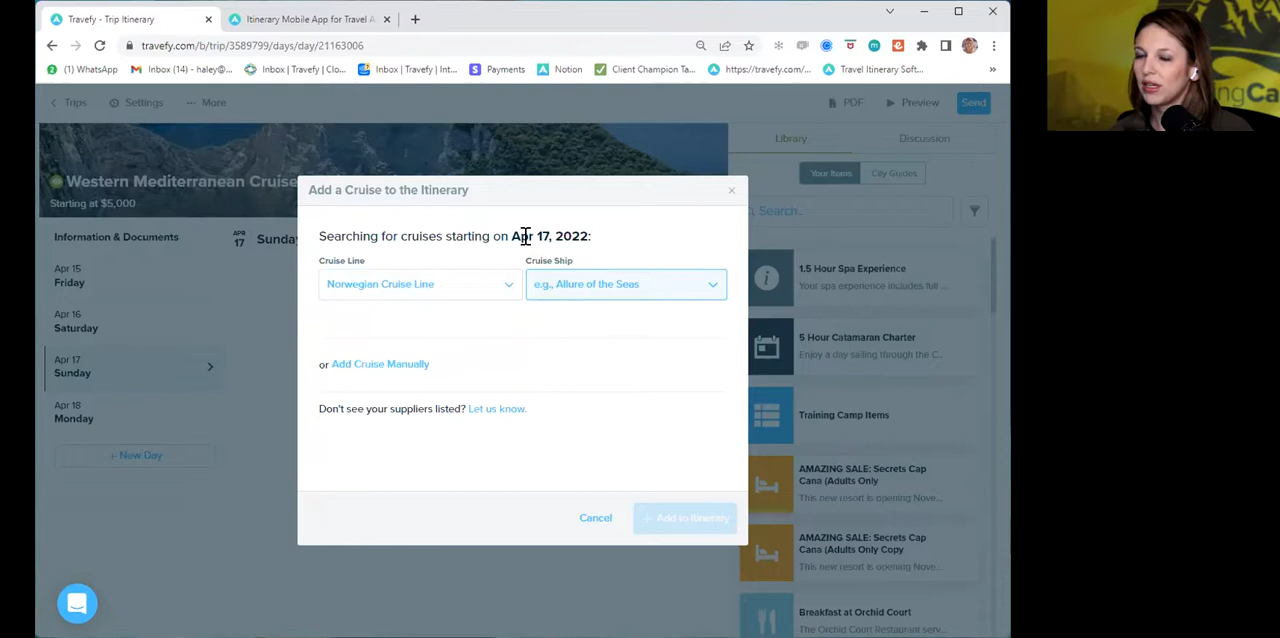 Travefy - Trip Itinerary
Itinerary Mobile App for Travel A
travefy.com/b/trip/3589799/days/day/21163006
(1) WhatsApp
Inbox (14) - haley@...
Inbox | Travefy | Clo...
Inbox | Travefy | Int...
Payments
Notion
Client Champion Ta...
https://travefy.com/...
Travel Itinerary Soft...
Trips
Settings
More
PDF
Preview
Send
Library
Discussion
Western Mediterranean Cruise
Starting at $5,000
Your Items
City Guides
Search...
Information & Documents
APR
17
Sunda
Apr 15
Friday
Apr 16
Saturday
Apr 17
Sunday
Apr 18
Monday
+ New Day
Add a Cruise to the Itinerary
Searching for cruises starting on Apr 17, 2022:
Cruise Line
Cruise Ship
Norwegian Cruise Line
e.g., Allure of the Seas
or Add Cruise Manually
Don't see your suppliers listed? Let us know.
Cancel
+ Add to Itinerary
1.5 Hour Spa Experience
Your spa experience includes full ...
5 Hour Catamaran Charter
Enjoy a day sailing through the C...
Training Camp Items
AMAZING SALE: Secrets Cap
Cana (Adults Only
This new resort is opening Nove...
AMAZING SALE: Secrets Cap
Cana (Adults Only Copy
This new resort is opening Nove...
Breakfast at Orchid Court
The Orchid Court Restaurant serv...